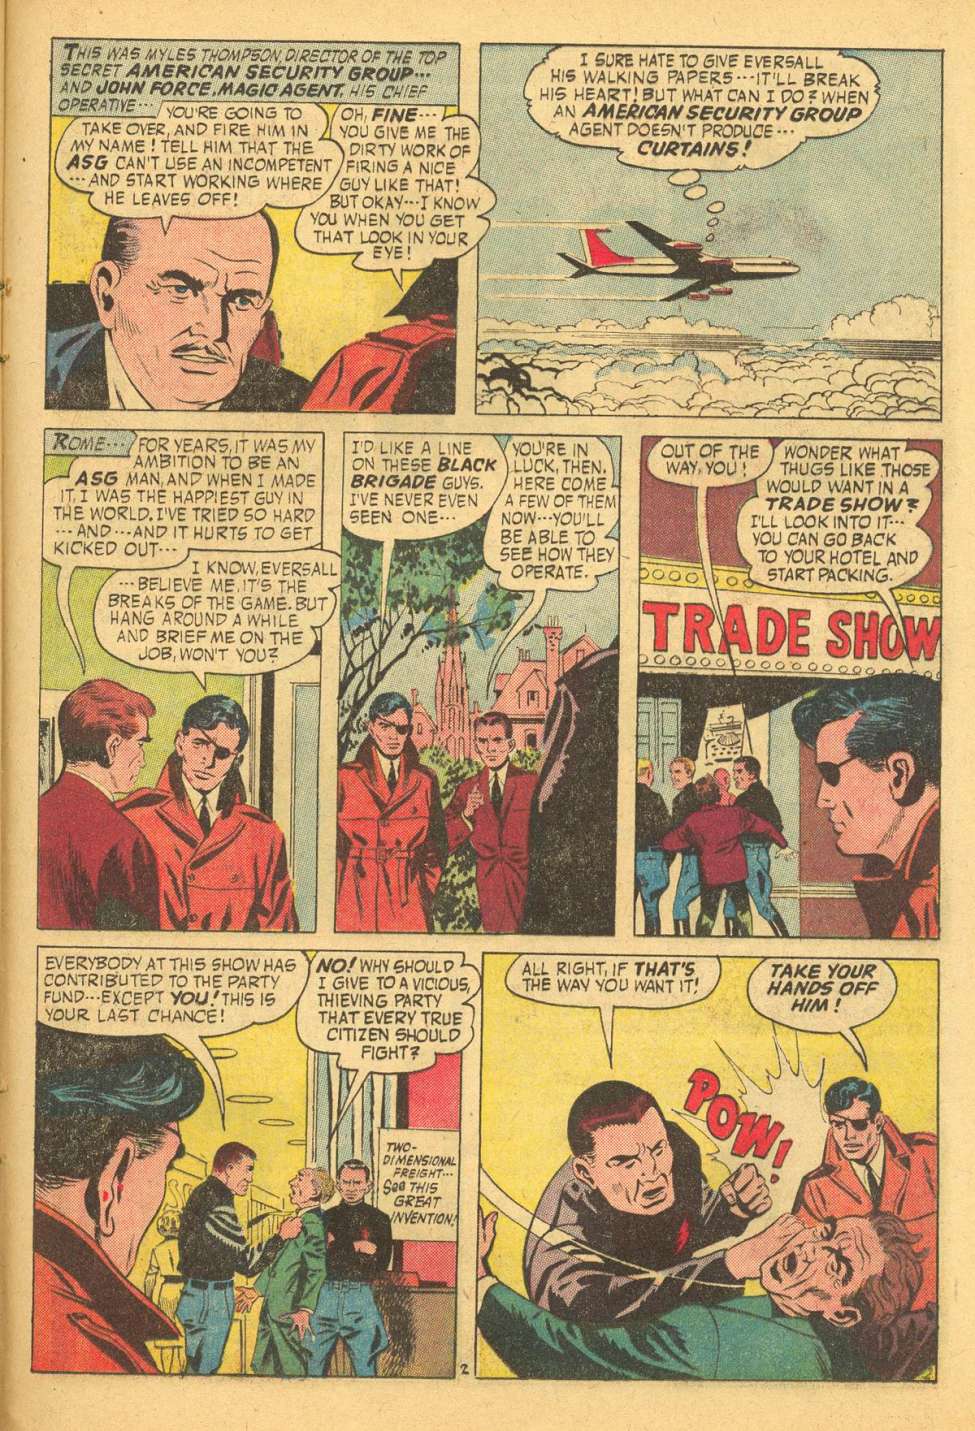 THIS WAS MYLES THOMPSON, DIRECTOR OF THE TOP
SECRET AMERICAN SECURITY GROUP...
AND JOHN FORCE, MAGIC AGENT, HIS CHIEF
OPERATIVE...
YOU'RE GOING TO
TAKE OVER, AND FIRE HIM IN
MY NAME! TELL HIM THAT THE
ASG CAN'T USE AN INCOMPETENT
...AND START WORKING WHERE
HE LEAVES OFF!
OH, FINE...
YOU GIVE ME THE
DIRTY WORK OF
FIRING A NICE
GUY LIKE THAT!
BUT OKAY...I KNOW
YOU WHEN YOU GET
THAT LOOK IN YOUR
EYE!
I SURE HATE TO GIVE EVERSALL
HIS WALKING PAPERS...IT'LL BREAK
HIS HEART! BUT WHAT CAN I DO? WHEN
AN AMERICAN SECURITY GROUP
AGENT DOESN'T PRODUCE...
CURTAINS!
ROME...
FOR YEARS, IT WAS MY
AMBITION TO BE AN
ASG MAN, AND WHEN I MADE
IT, I WAS THE HAPPIEST GUY IN
THE WORLD. I'VE TRIED SO HARD
...AND...AND IT HURTS TO GET
KICKED OUT...
I KNOW, EVERSALL
...BELIEVE ME, IT'S THE
BREAKS OF THE GAME. BUT
HANG AROUND A WHILE
AND BRIEF ME ON THE
JOB, WON'T YOU?
I'D LIKE A LINE
ON THESE BLACK
BRIGADE GUYS.
I'VE NEVER EVEN
SEEN ONE...
YOU'RE IN
LUCK, THEN.
HERE COME
A FEW OF THEM
NOW...YOU'LL
BE ABLE TO
SEE HOW THEY
OPERATE.
OUT OF THE
WAY, YOU!
WONDER WHAT
THUGS LIKE THOSE
WOULD WANT IN A
TRADE SHOW?
I'LL LOOK INTO IT...
YOU CAN GO BACK
TO YOUR HOTEL AND
START PACKING.
TRADE SHOW
EVERYBODY AT THIS SHOW HAS
CONTRIBUTED TO THE PARTY
FUND...EXCEPT YOU! THIS IS
YOUR LAST CHANCE!
NO! WHY SHOULD
I GIVE TO A VICIOUS,
THIEVING PARTY
THAT EVERY TRUE
CITIZEN SHOULD
FIGHT?
TWO-
DIMENSIONAL
FREIGHT...
SEE THIS
GREAT
INVENTION!
ALL RIGHT, IF THAT'S
THE WAY YOU WANT IT!
TAKE YOUR
HANDS OFF
HIM!
POW!
2